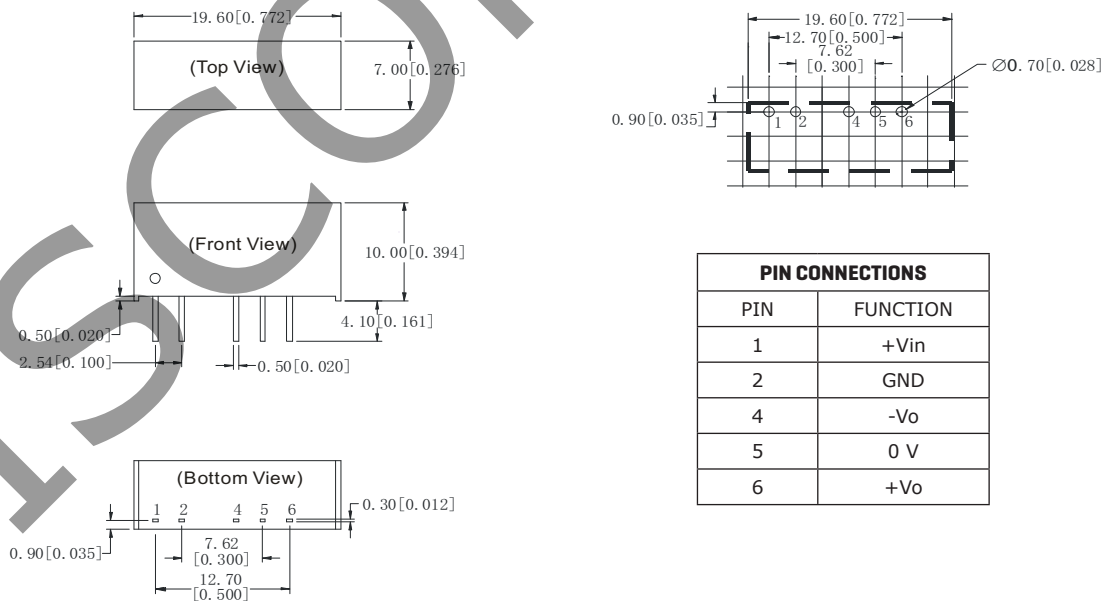 19.60[0.772]
(Top View)
7.00[0.276]
(Front View)
10.00[0.394]
0.50[0.020]
4.10[0.161]
2.54[0.100]
0.50[0.020]
(Bottom View)
1 2 4 5 6
0.30[0.012]
0.90[0.035]
7.62
[0.300]
12.70
[0.500]
19.60[0.772]
12.70[0.500]
7.62
[0.300]
Ø0.70[0.028]
0.90[0.035]
1 2 4 5 6
PIN CONNECTIONS
PIN FUNCTION
1 +Vin
2 GND
4 -Vo
5 0 V
6 +Vo